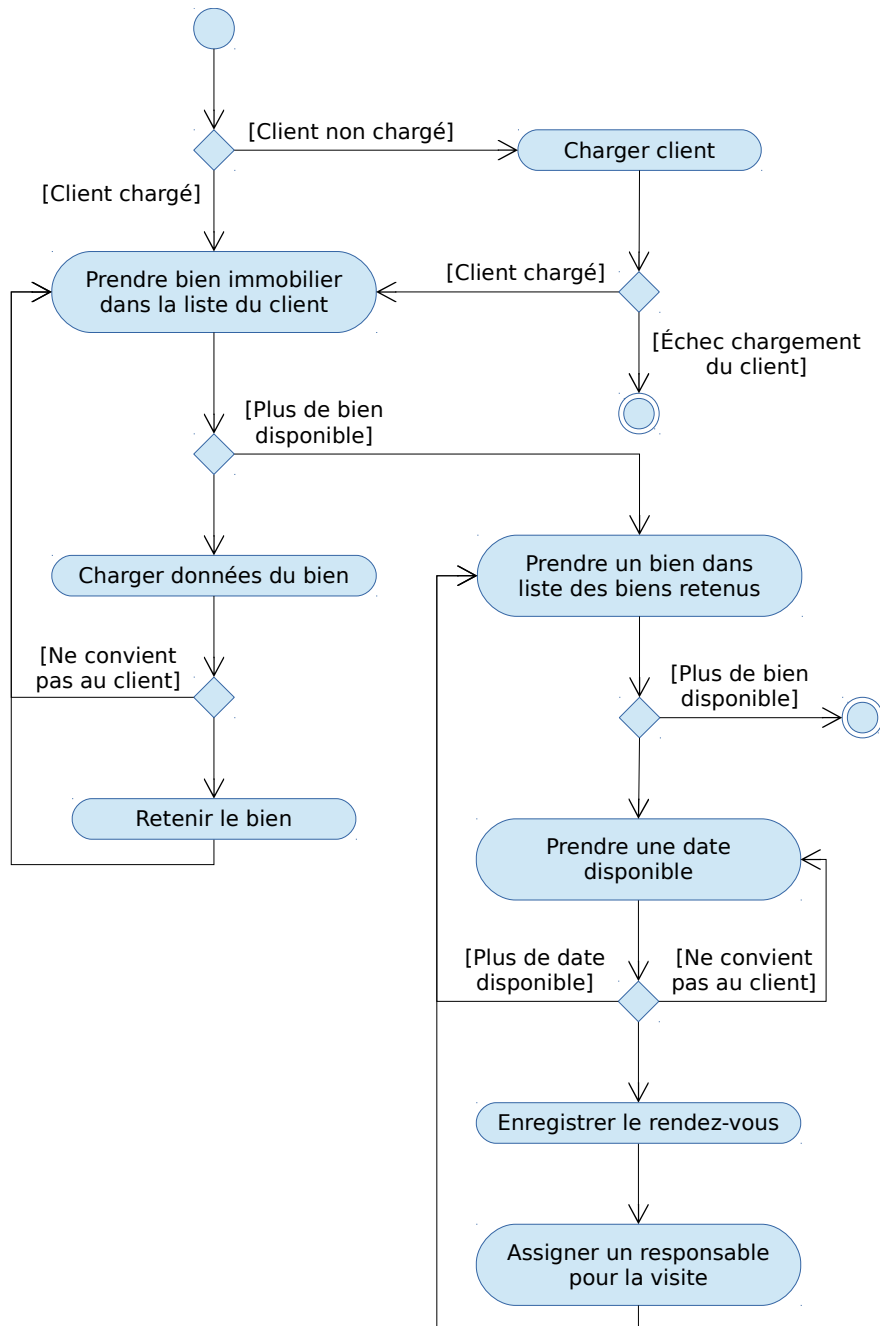 [Client non chargé]
Charger client
[Client chargé]
Prendre bien immobilier
dans la liste du client
[Client chargé]
[Échec chargement
du client]
[Plus de bien
disponible]
Charger données du bien
Prendre un bien dans
liste des biens retenus
[Ne convient
pas au client]
[Plus de bien
disponible]
Retenir le bien
Prendre une date
disponible
[Plus de date
disponible]
[Ne convient
pas au client]
Enregistrer le rendez-vous
Assigner un responsable
pour la visite